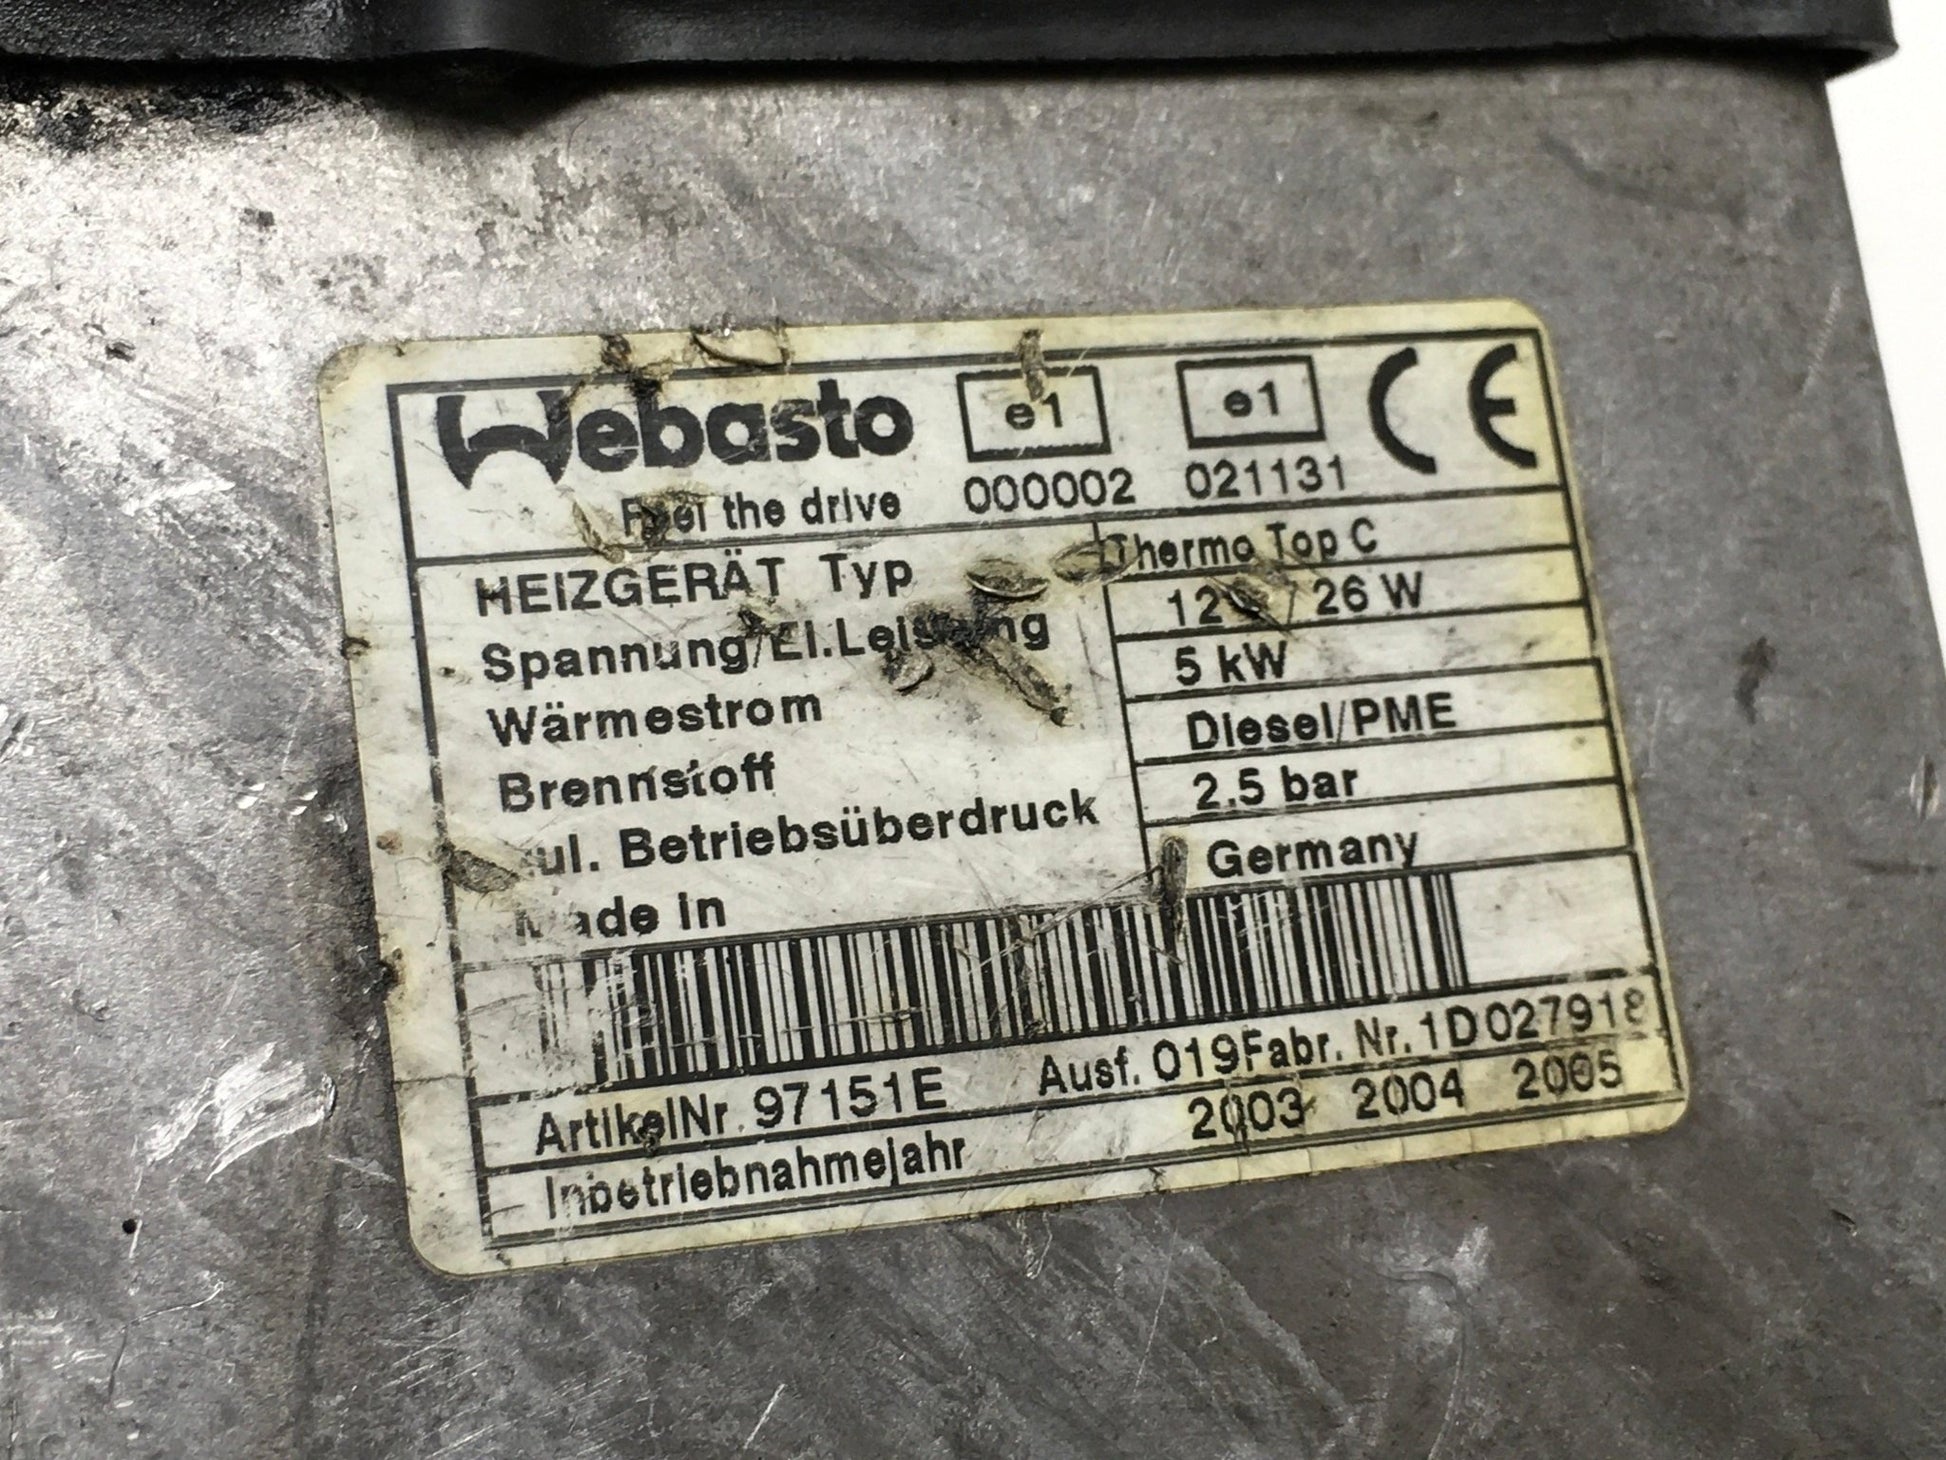 Webasto e1 e1 CE
Feel the drive 000002 021131
HEIZGERÄT Typ Thermo Top C
Spannung/El.Leistung 12V / 26 W
Wärmestrom 5 kW
Brennstoff Diesel/PME
zul. Betriebsüberdruck 2.5 bar
Made in Germany
ArtikelNr. 97151E Ausf. 019 Fabr. Nr. 1D027918
Inbetriebnahmejahr 2003 2004 2005